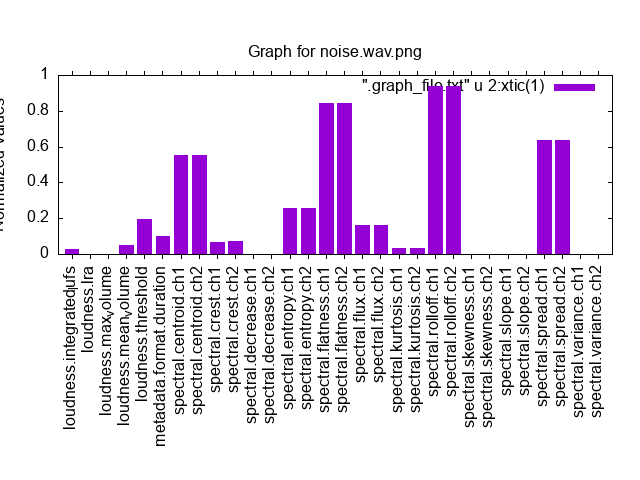 Graph for noise.wav.png
Normalized Values
".graph_file.txt" u 2:xtic(1)
1
0.8
0.6
0.4
0.2
0
loudness.integratedlufs
loudness.lra
loudness.maxvolume
loudness.meanvolume
loudness.threshold
metadata.format.duration
spectral.centroid.ch1
spectral.centroid.ch2
spectral.crest.ch1
spectral.crest.ch2
spectral.decrease.ch1
spectral.decrease.ch2
spectral.entropy.ch1
spectral.entropy.ch2
spectral.flatness.ch1
spectral.flatness.ch2
spectral.flux.ch1
spectral.flux.ch2
spectral.kurtosis.ch1
spectral.kurtosis.ch2
spectral.rolloff.ch1
spectral.rolloff.ch2
spectral.skewness.ch1
spectral.skewness.ch2
spectral.slope.ch1
spectral.slope.ch2
spectral.spread.ch1
spectral.spread.ch2
spectral.variance.ch1
spectral.variance.ch2